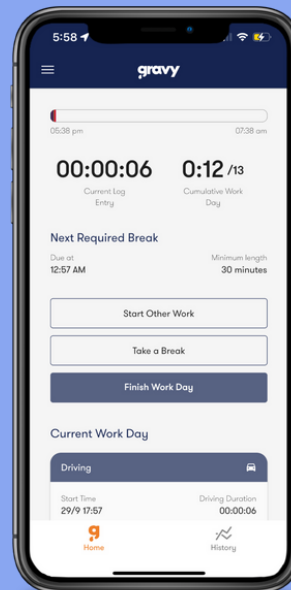 5:58
gravy
05:38 pm 07:38 am
00:00:06 0:12 /13
Current Log Entry Cumulative Work Day
Next Required Break
Due at Minimum length
12:57 AM 30 minutes
Start Other Work
Take a Break
Finish Work Day
Current Work Day
Driving
Start Time Driving Duration
29/9 17:57 00:00:06
g
Home History